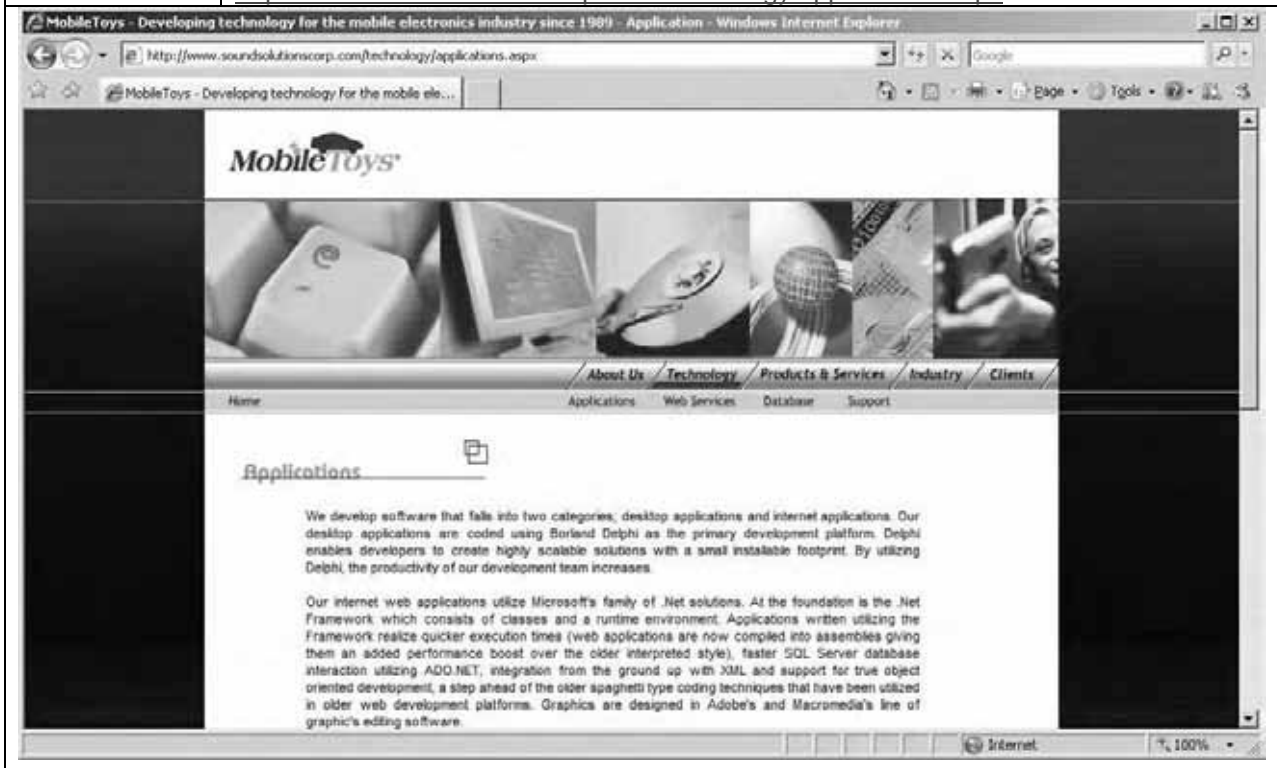 MobileToys - Developing technology for the mobile electronics industry since 1989 - Application - Windows Internet Explorer
http://www.soundsolutionscorp.com/technology/applications.aspx
Google
MobileToys - Developing technology for the mobile ele...
Page
Tools
MobileToys
About Us
Technology
Products & Services
Industry
Clients
Home
Applications
Web Services
Database
Support
Applications
We develop software that falls into two categories; desktop applications and internet applications. Our
desktop applications are coded using Borland Delphi as the primary development platform. Delphi
enables developers to create highly scalable solutions with a small installable footprint. By utilizing
Delphi, the productivity of our development team increases.
Our internet web applications utilize Microsoft's family of .Net solutions. At the foundation is the .Net
Framework which consists of classes and a runtime environment. Applications written utilizing the
Framework realize quicker execution times (web applications are now compiled into assembles giving
them an added performance boost over the older interpreted style), faster SQL Server database
interaction utilizing ADO.NET, integration from the ground up with XML and support for true object
oriented development, a step ahead of the older spaghetti type coding techniques that have been utilized
in older web development platforms. Graphics are designed in Adobe's and Macromedia's line of
graphic's editing software.
Internet
100%